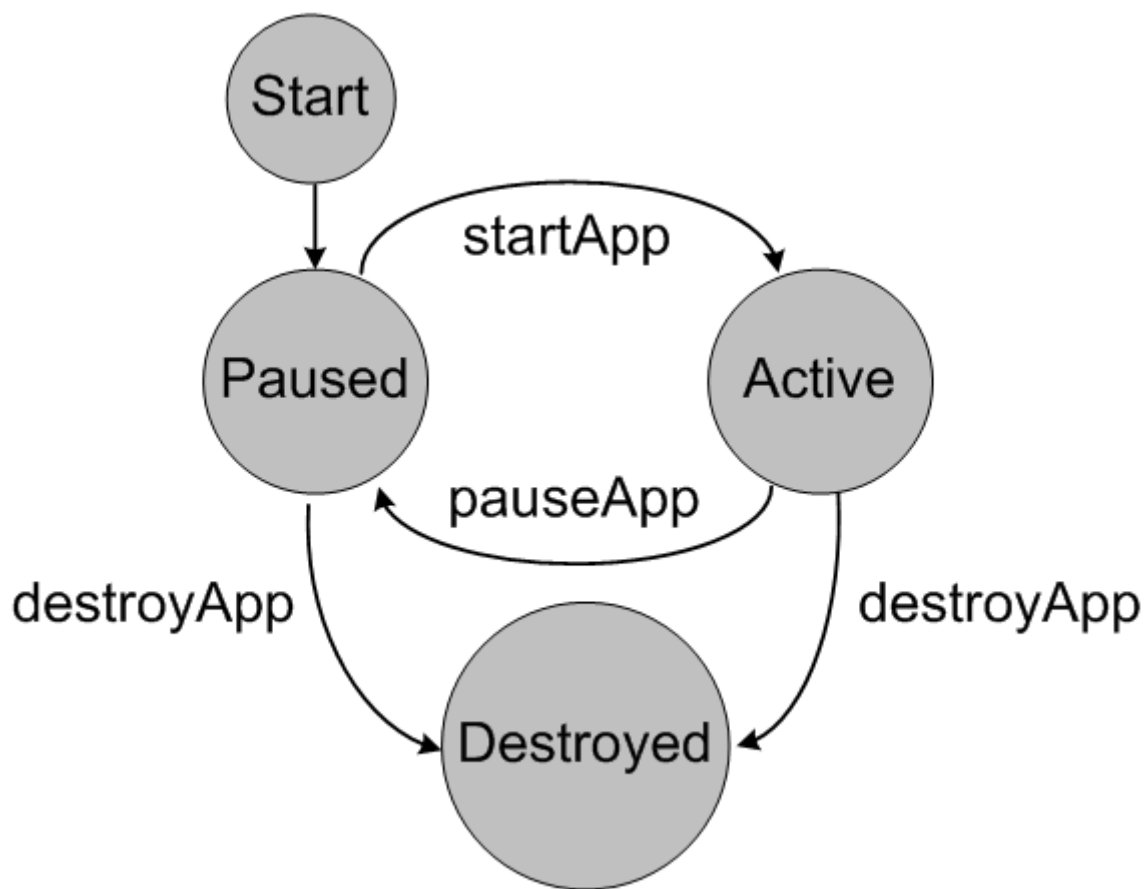 Start
startApp
Paused
Active
pauseApp
destroyApp
destroyApp
Destroyed